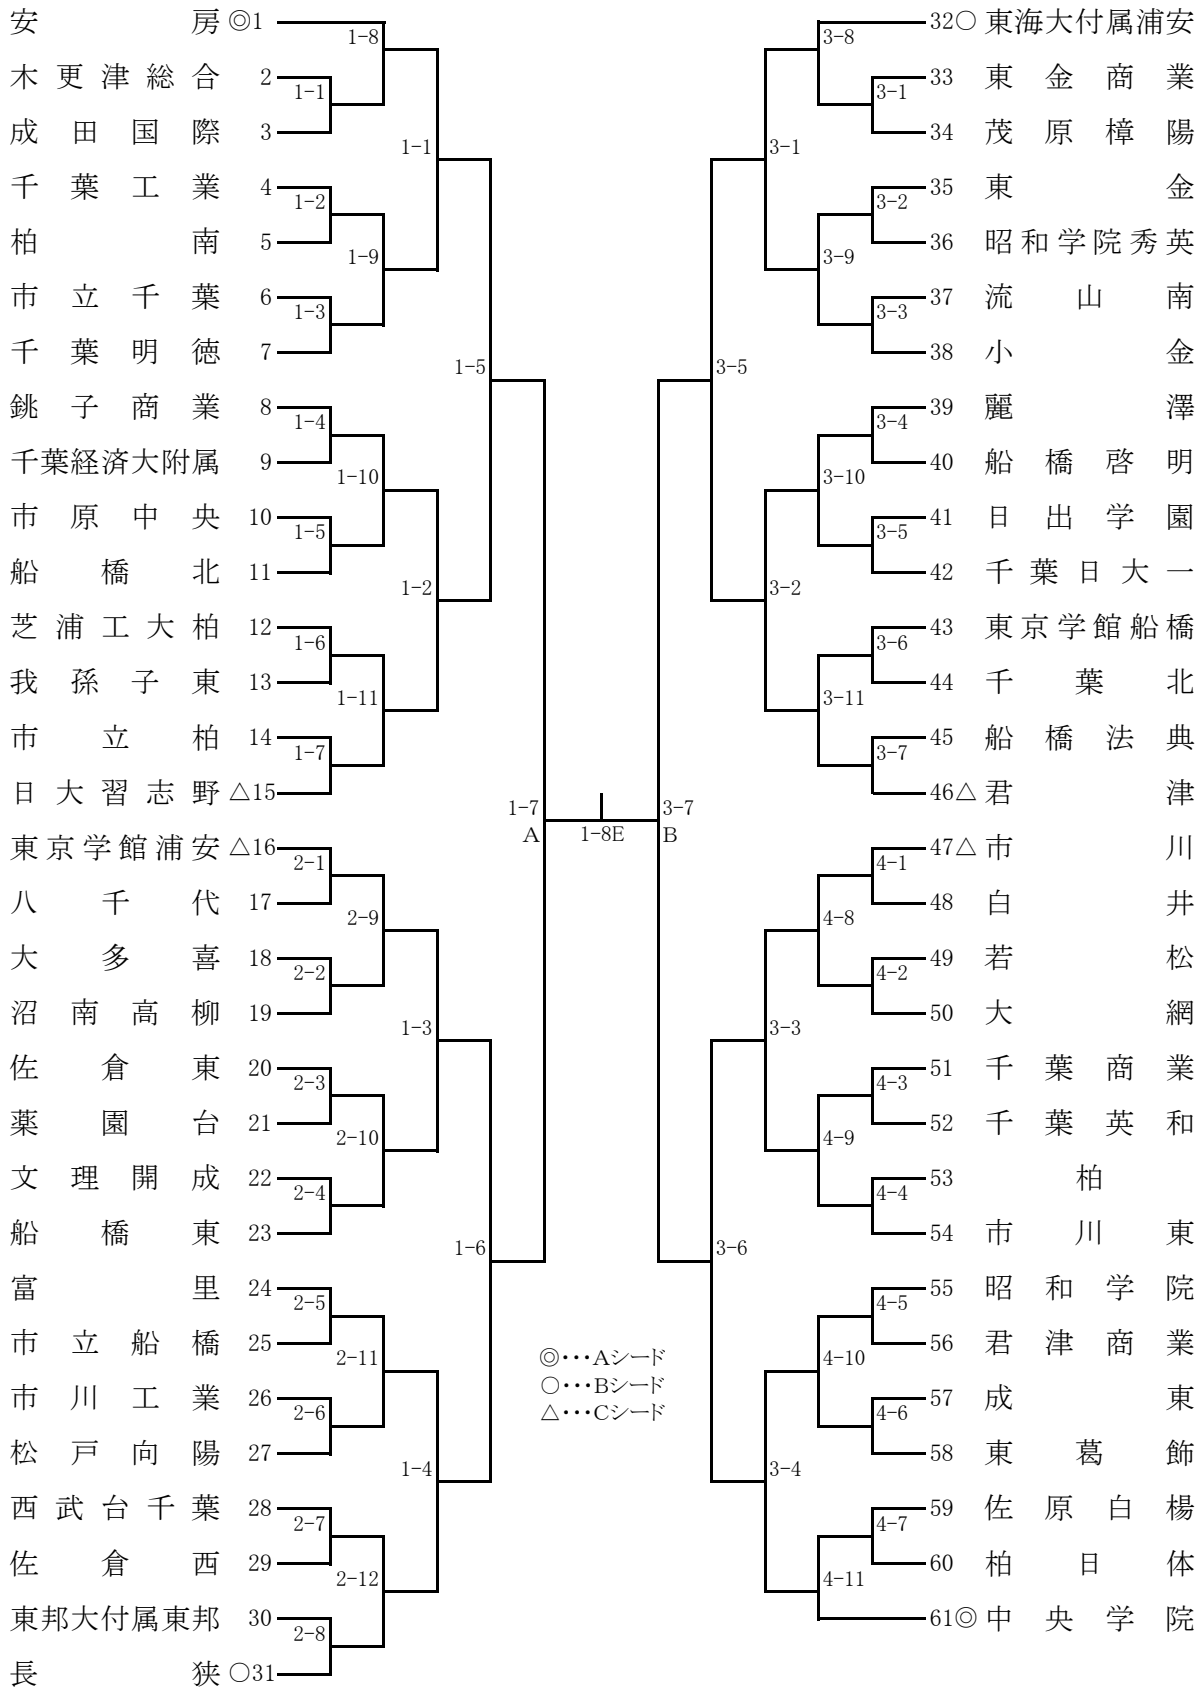 安房 ◎1
木更津総合 2
成田国際 3
千葉工業 4
柏南 5
市立千葉 6
千葉明徳 7
銚子商業 8
千葉経済大附属 9
市原中央 10
船橋北 11
芝浦工大柏 12
我孫子東 13
市立柏 14
日大習志野 △15
東京学館浦安 △16
八千代 17
大多喜 18
沼南高柳 19
佐倉東 20
薬園台 21
文理開成 22
船橋東 23
富里 24
市立船橋 25
市川工業 26
松戸向陽 27
西武台千葉 28
佐倉西 29
東邦大付属東邦 30
長狭 ○31
1-8
1-1
1-2
1-9
1-3
1-4
1-10
1-5
1-6
1-11
1-7
2-1
2-9
2-2
2-3
2-10
2-4
2-5
2-11
2-6
2-7
2-12
2-8
1-1
1-2
1-3
1-4
1-5
1-6
1-7
A
1-8E
3-7
B
◎・・・Aシード
○・・・Bシード
△・・・Cシード
3-5
3-6
3-1
3-2
3-3
3-4
3-8
3-1
3-2
3-9
3-3
3-4
3-10
3-5
3-6
3-11
3-7
4-1
4-8
4-2
4-3
4-9
4-4
4-5
4-10
4-6
4-7
4-11
32○ 東海大付属浦安
33 東金商業
34 茂原樟陽
35 東金
36 昭和学院秀英
37 流山南
38 小金
39 麗澤
40 船橋啓明
41 日出学園
42 千葉日大一
43 東京学館船橋
44 千葉北
45 船橋法典
46△ 君津
47△ 市川
48 白井
49 若松
50 大網
51 千葉商業
52 千葉英和
53 柏
54 市川東
55 昭和学院
56 君津商業
57 成東
58 東葛飾
59 佐原白楊
60 柏日体
61◎ 中央学院